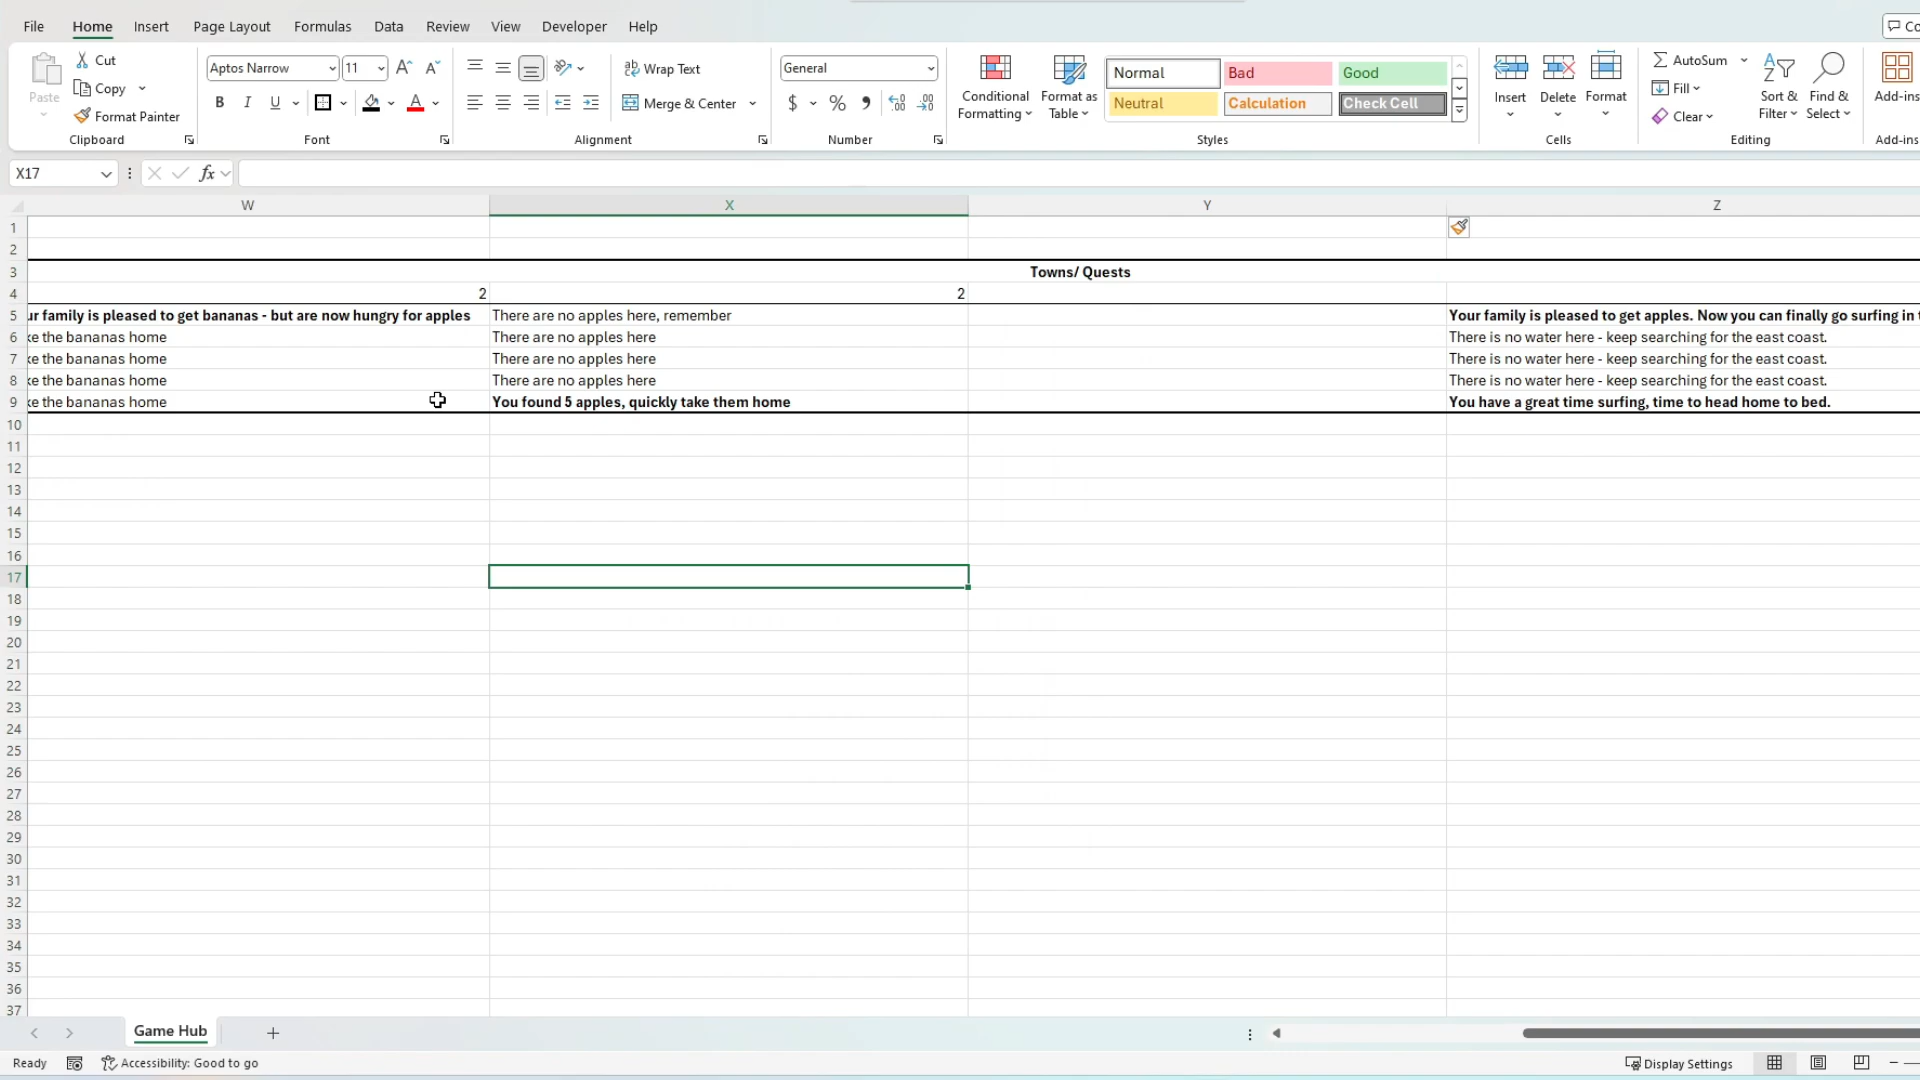 File Home Insert Page Layout Formulas Data Review View Developer Help Co
Cut
Copy
Format Painter
Paste
Clipboard
Aptos Narrow 11
B I U
Font
Wrap Text
Merge & Center
Alignment
General
$ % 9
Number
Conditional Formatting
Format as Table
Normal Bad Good
Neutral Calculation Check Cell
Styles
Insert Delete Format
Cells
AutoSum
Fill
Clear
Sort & Filter
Find & Select
Editing
Add-ins
Add-ins
X17 fx
W X Y Z
1
2
3 Towns/ Quests
4 2 2
5 ur family is pleased to get bananas - but are now hungry for apples There are no apples here, remember Your family is pleased to get apples. Now you can finally go surfing in t
6 ke the bananas home There are no apples here There is no water here - keep searching for the east coast.
7 ke the bananas home There are no apples here There is no water here - keep searching for the east coast.
8 ke the bananas home There are no apples here There is no water here - keep searching for the east coast.
9 ke the bananas home You found 5 apples, quickly take them home You have a great time surfing, time to head home to bed.
10
11
12
13
14
15
16
17
18
19
20
21
22
23
24
25
26
27
28
29
30
31
32
33
34
35
36
37
Game Hub
Ready Accessibility: Good to go Display Settings